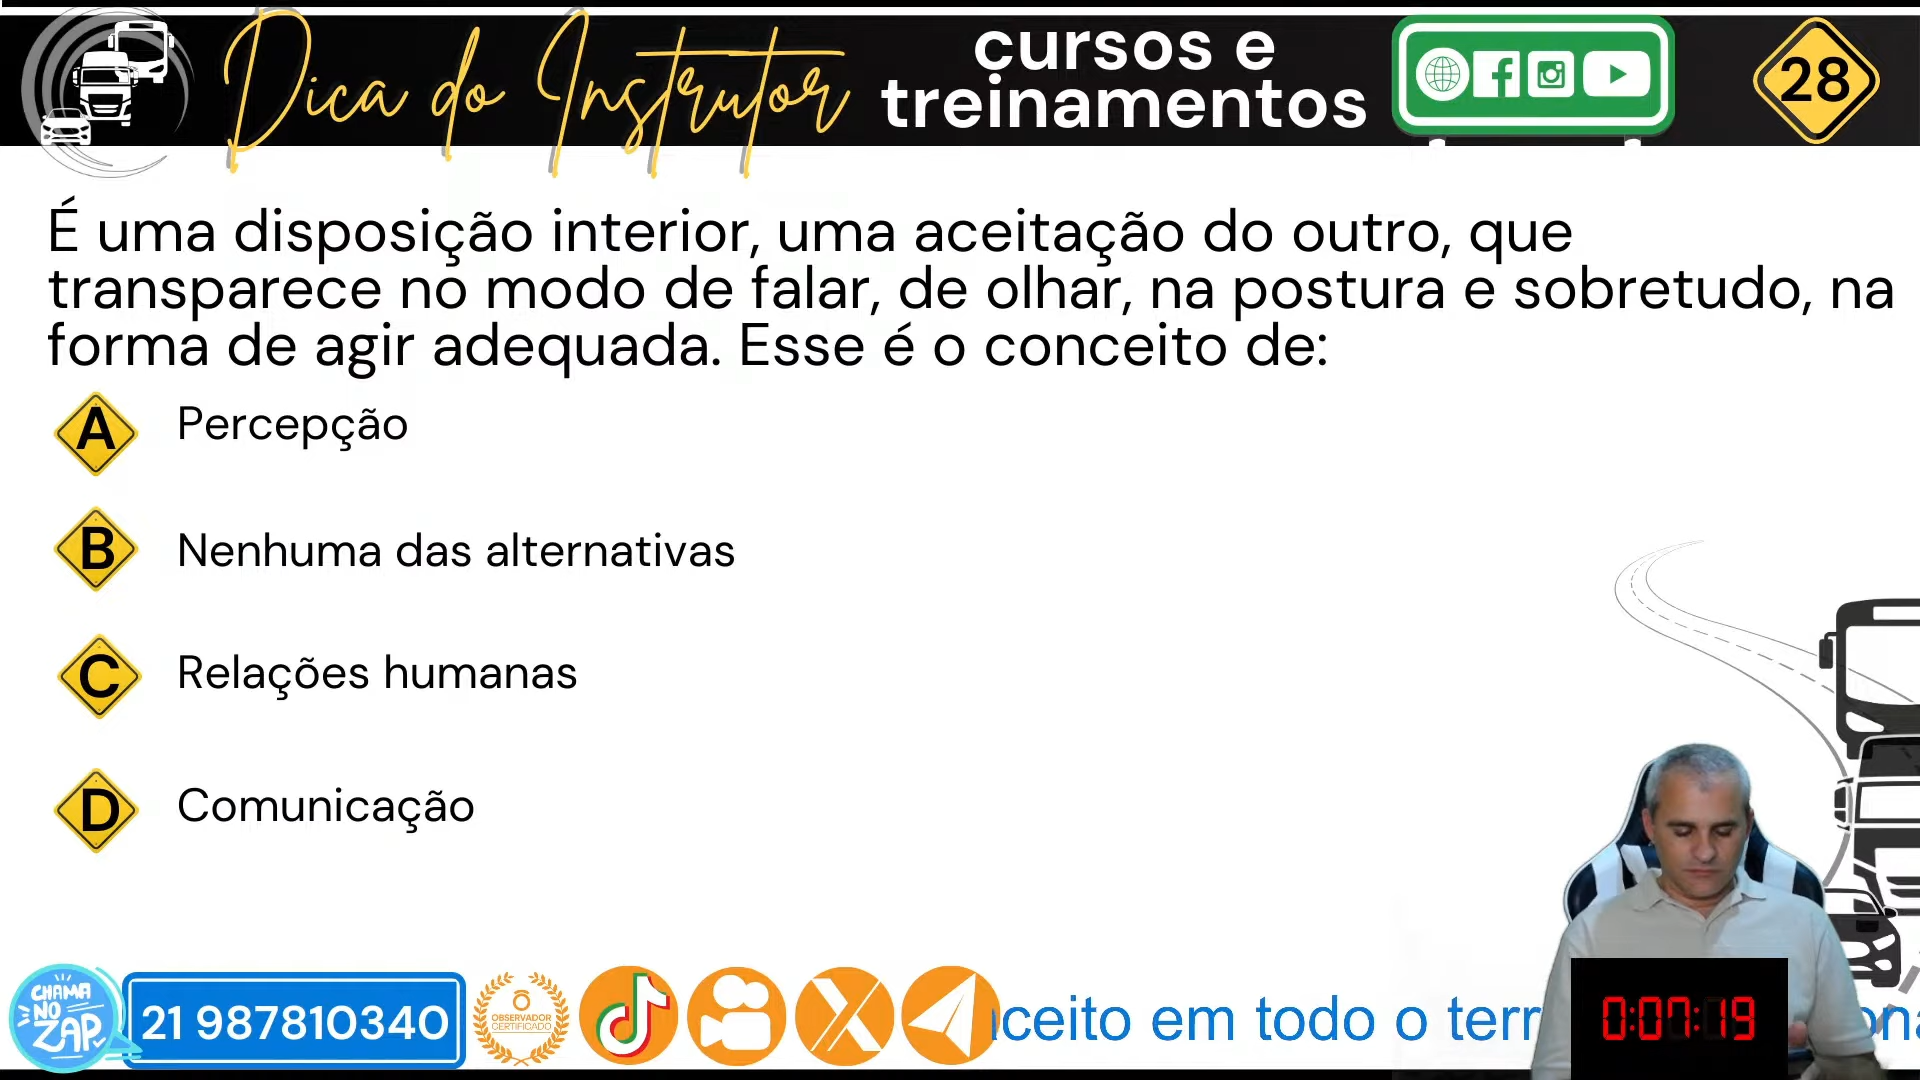 Dica do Instrutor
cursos e
treinamentos
28
É uma disposição interior, uma aceitação do outro, que
transparece no modo de falar, de olhar, na postura e sobretudo, na
forma de agir adequada. Esse é o conceito de:
A Percepção
B Nenhuma das alternativas
C Relações humanas
D Comunicação
CHAMA
NO
ZAP
21 987810340
OBSERVADOR
CERTIFICADO
ceito em todo o terr
0:07:19